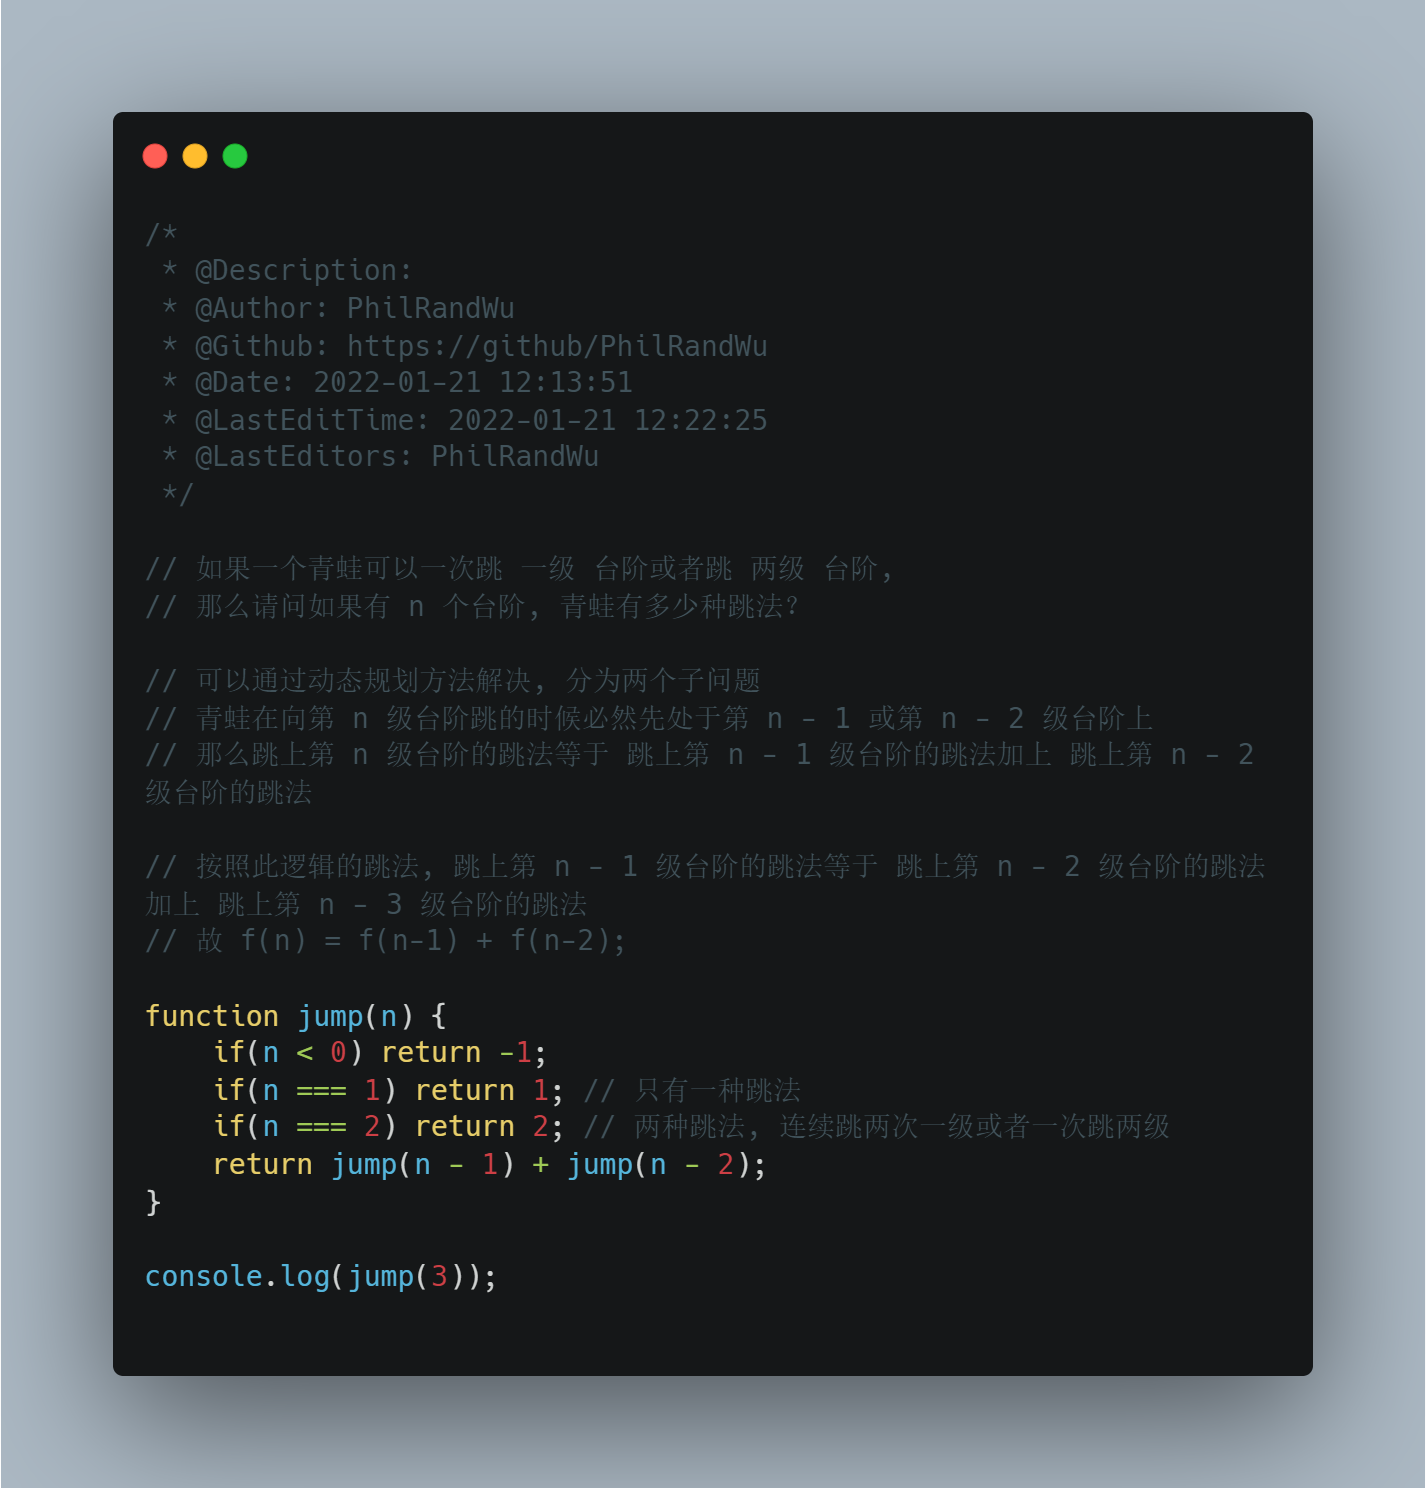 /*
 * @Description:
 * @Author: PhilRandWu
 * @Github: https://github/PhilRandWu
 * @Date: 2022-01-21 12:13:51
 * @LastEditTime: 2022-01-21 12:22:25
 * @LastEditors: PhilRandWu
 */
// 如果一个青蛙可以一次跳 一级 台阶或者跳 两级 台阶,
// 那么请问如果有 n 个台阶, 青蛙有多少种跳法?
// 可以通过动态规划方法解决, 分为两个子问题
// 青蛙在向第 n 级台阶跳的时候必然先处于第 n - 1 或第 n - 2 级台阶上
// 那么跳上第 n 级台阶的跳法等于 跳上第 n - 1 级台阶的跳法加上 跳上第 n - 2
级台阶的跳法
// 按照此逻辑的跳法, 跳上第 n - 1 级台阶的跳法等于 跳上第 n - 2 级台阶的跳法
加上 跳上第 n - 3 级台阶的跳法
// 故 f(n) = f(n-1) + f(n-2);
function jump(n) {
    if(n < 0) return -1;
    if(n === 1) return 1; // 只有一种跳法
    if(n === 2) return 2; // 两种跳法, 连续跳两次一级或者一次跳两级
    return jump(n - 1) + jump(n - 2);
}
console.log(jump(3));